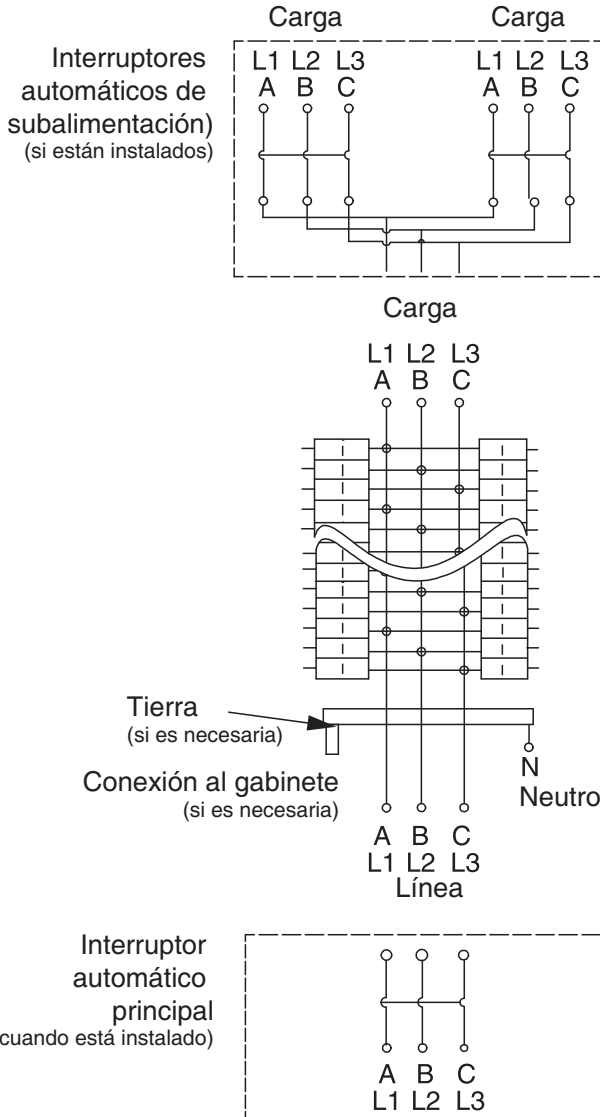 Carga Carga
Interruptores
automáticos de
subalimentación)
(si están instalados)
L1 L2 L3
A B C
L1 L2 L3
A B C
Carga
L1 L2 L3
A B C
Tierra
(si es necesaria)
Conexión al gabinete
(si es necesaria)
N
Neutro
A B C
L1 L2 L3
Línea
Interruptor
automático
principal
cuando está instalado)
A B C
L1 L2 L3